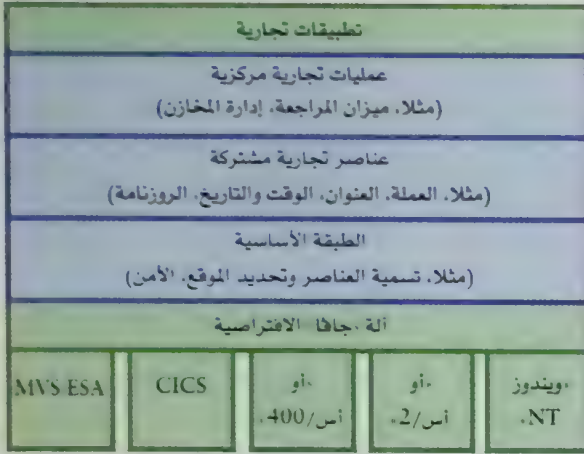 تطبيقات تجارية
عمليات تجارية مركزية
(مثلا، ميزان المراجعة، إدارة المخازن)
عناصر تجارية مشتركة
(مثلا، العملة، العنوان، الوقت والتاريخ، الروزنامة)
الطبقة الأساسية
(مثلا، تسمية العناصر وتحديد الموقع، الأمن)
آلة «جافا» الافتراضية
«ويندوز
NT»
«أو
أس/2»
«أو
أس/400»
CICS
MVS ESA